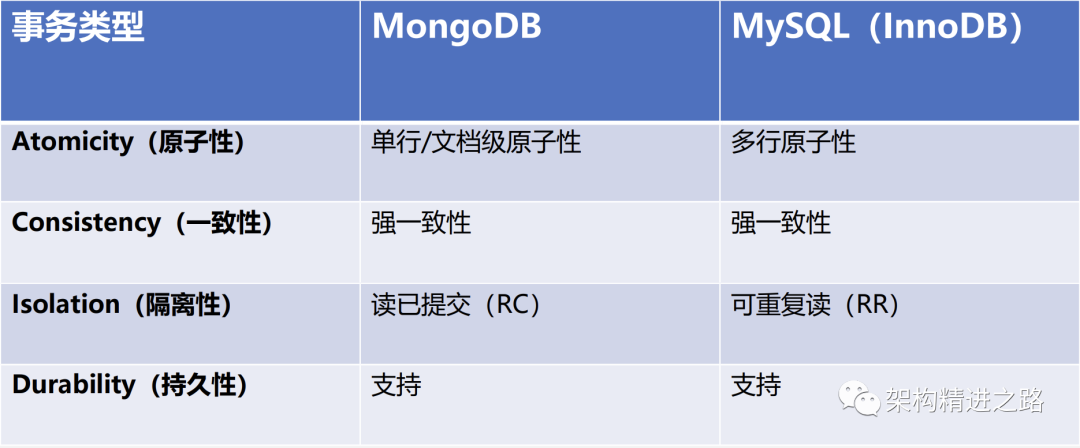 事务类型 MongoDB MySQL（InnoDB）
Atomicity（原子性） 单行/文档级原子性 多行原子性
Consistency（一致性） 强一致性 强一致性
Isolation（隔离性） 读已提交（RC） 可重复读（RR）
Durability（持久性） 支持 支持
架构精进之路